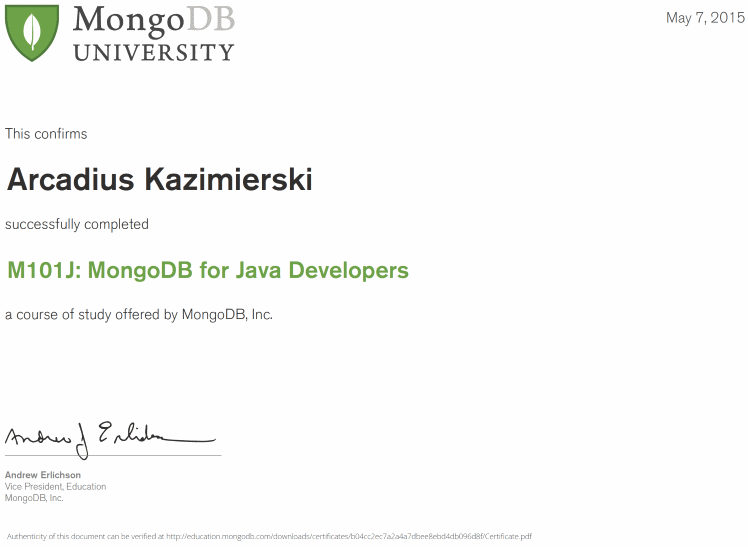 MongoDB
UNIVERSITY
May 7, 2015
This confirms
Arcadius Kazimierski
successfully completed
M101J: MongoDB for Java Developers
a course of study offered by MongoDB, Inc.
Andrew J Erlichson
Andrew Erlichson
Vice President, Education
MongoDB, Inc.
Authenticity of this document can be verified at http://education.mongodb.com/downloads/certificates/b04cc2ec7a2a4a7dbee8ebd4db096d8f/Certificate.pdf